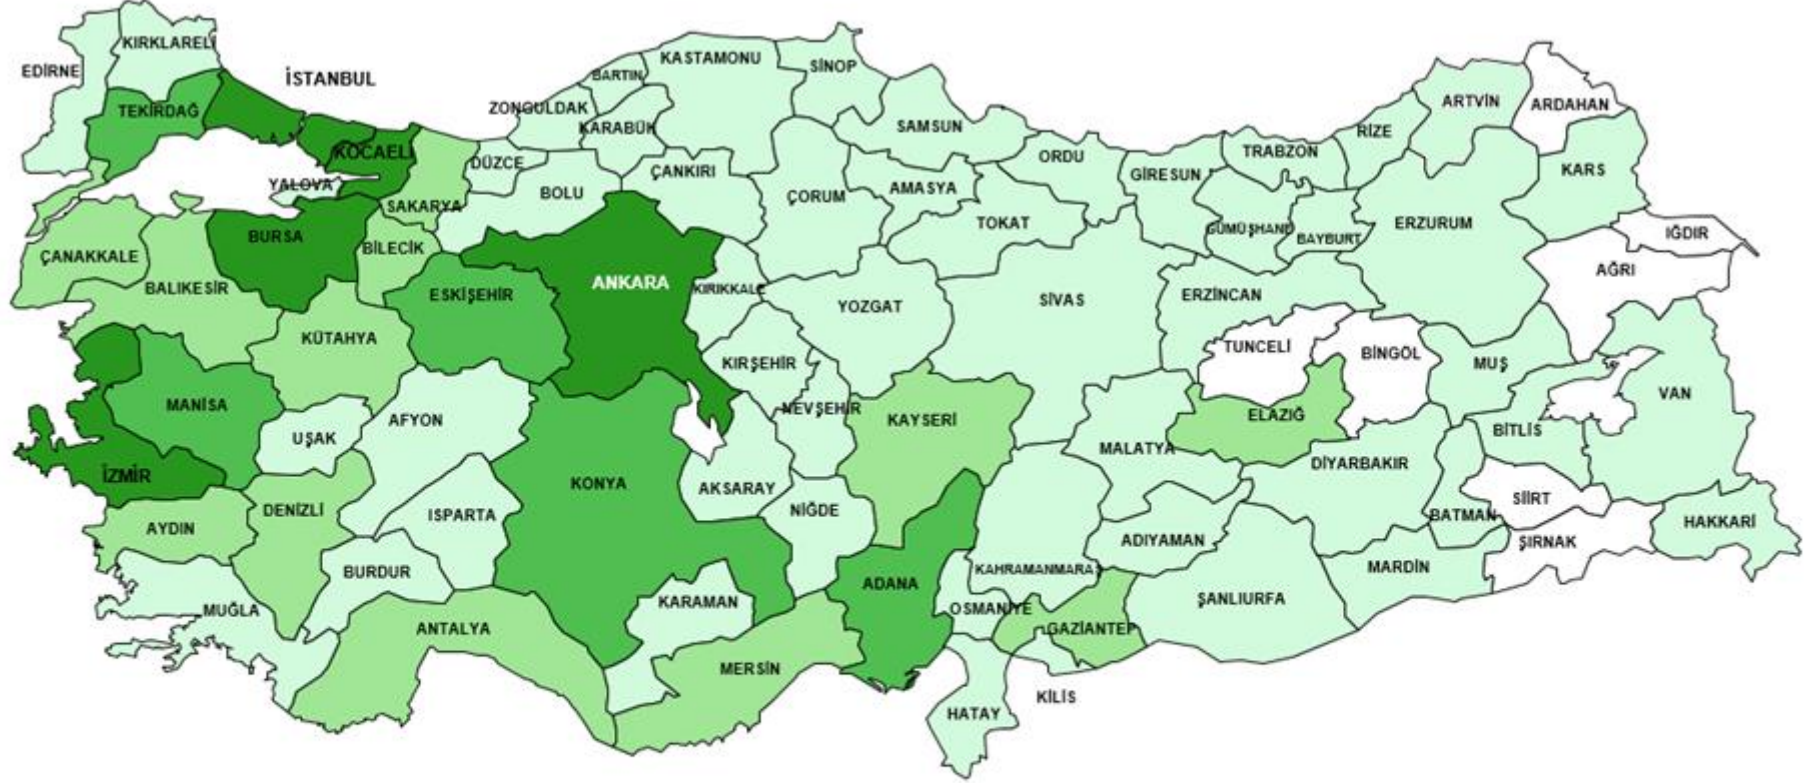 KIRKLARELİ
EDİRNE
İSTANBUL
TEKİRDAĞ
KOCAELİ
YALOVA
SAKARYA
DÜZCE
BOLU
ZONGULDAK
BARTIN
KARABÜK
KASTAMONU
SİNOP
ÇANKIRI
ÇORUM
SAMSUN
AMASYA
TOKAT
ORDU
GİRESUN
TRABZON
RİZE
ARTVİN
ARDAHAN
KARS
GÜMÜŞHANE
BAYBURT
ERZURUM
IĞDIR
AĞRI
ÇANAKKALE
BALIKESİR
BURSA
BİLECİK
ESKİŞEHİR
ANKARA
KIRIKKALE
YOZGAT
SİVAS
ERZİNCAN
KÜTAHYA
KIRŞEHİR
TUNCELİ
BİNGÖL
MUŞ
VAN
MANİSA
UŞAK
AFYON
NEVŞEHİR
KAYSERİ
ELAZIĞ
BİTLİS
MALATYA
DİYARBAKIR
İZMİR
KONYA
AKSARAY
NİĞDE
AYDIN
DENİZLİ
ISPARTA
ADIYAMAN
BATMAN
SİİRT
ŞIRNAK
HAKKARİ
BURDUR
MUĞLA
ANTALYA
KARAMAN
MERSİN
ADANA
KAHRAMANMARAŞ
OSMANİYE
GAZİANTEP
ŞANLIURFA
MARDİN
KİLİS
HATAY